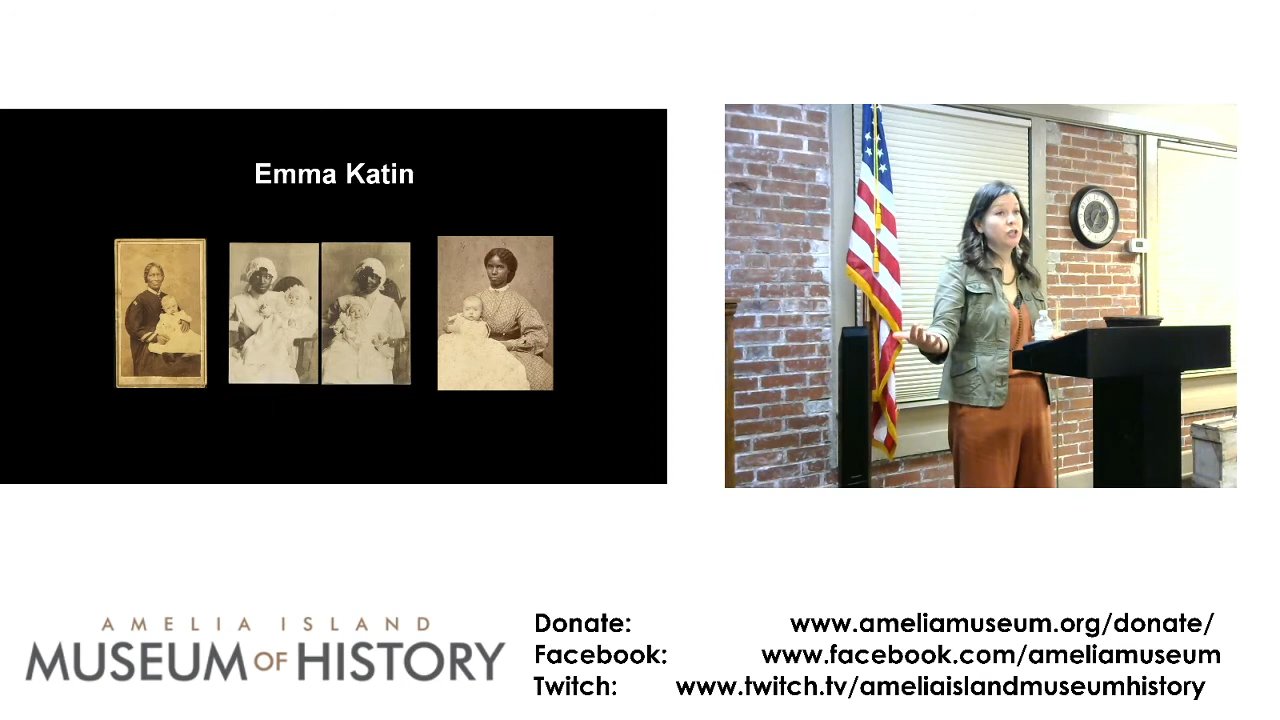 Emma Katin
AMELIA ISLAND
MUSEUM OF HISTORY
Donate: www.ameliamuseum.org/donate/
Facebook: www.facebook.com/ameliamuseum
Twitch: www.twitch.tv/ameliaislandmuseumhistory